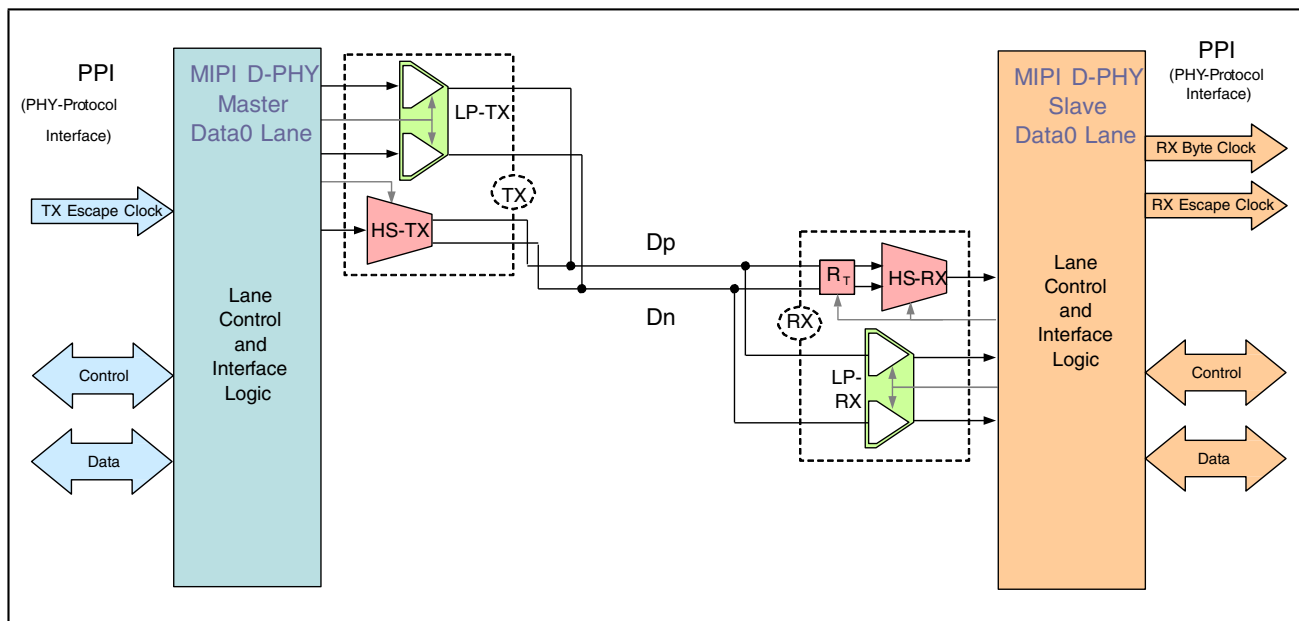 PPI
(PHY-Protocol
Interface)
MIPI D-PHY
Master
Data0 Lane
TX Escape Clock
Lane
Control
and
Interface
Logic
Control
Data
LP-TX
TX
HS-TX
Dp
Dn
RT
HS-RX
RX
LP-
RX
MIPI D-PHY
Slave
Data0 Lane
Lane
Control
and
Interface
Logic
PPI
(PHY-Protocol
Interface)
RX Byte Clock
RX Escape Clock
Control
Data